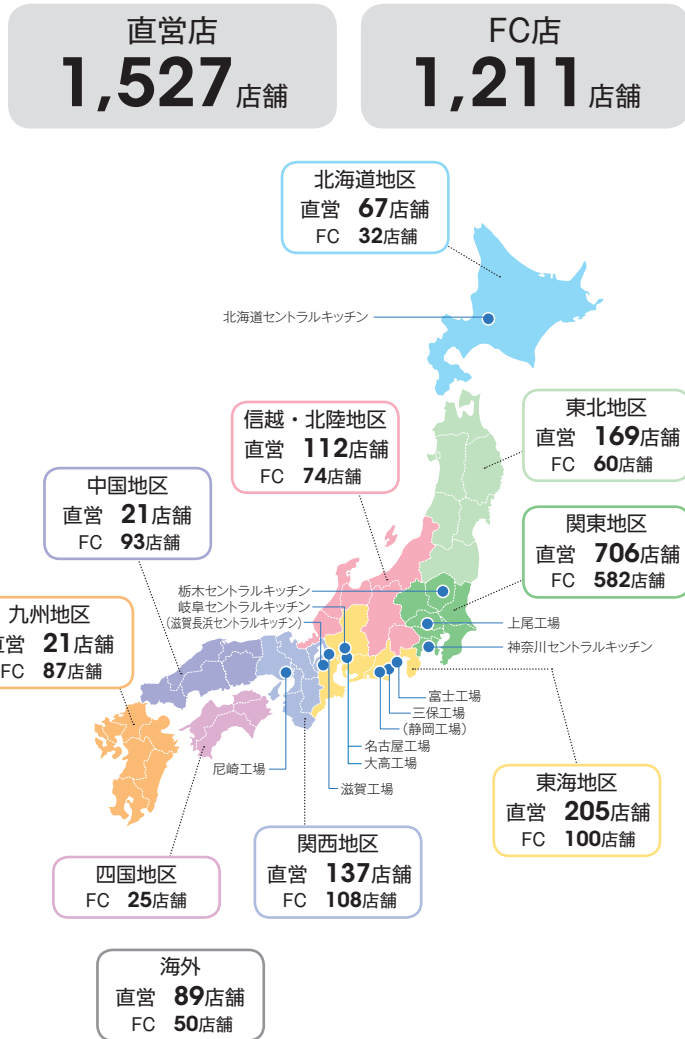 直営店
1,527店舗
FC店
1,211店舗
北海道地区
直営 67店舗
FC 32店舗
北海道セントラルキッチン
東北地区
直営 169店舗
FC 60店舗
信越・北陸地区
直営 112店舗
FC 74店舗
中国地区
直営 21店舗
FC 93店舗
関東地区
直営 706店舗
FC 582店舗
九州地区
直営 21店舗
FC 87店舗
栃木セントラルキッチン
岐阜セントラルキッチン
(滋賀長浜セントラルキッチン)
上尾工場
神奈川セントラルキッチン
富士工場
三保工場
(静岡工場)
名古屋工場
大高工場
滋賀工場
尼崎工場
東海地区
直営 205店舗
FC 100店舗
関西地区
直営 137店舗
FC 108店舗
四国地区
FC 25店舗
海外
直営 89店舗
FC 50店舗